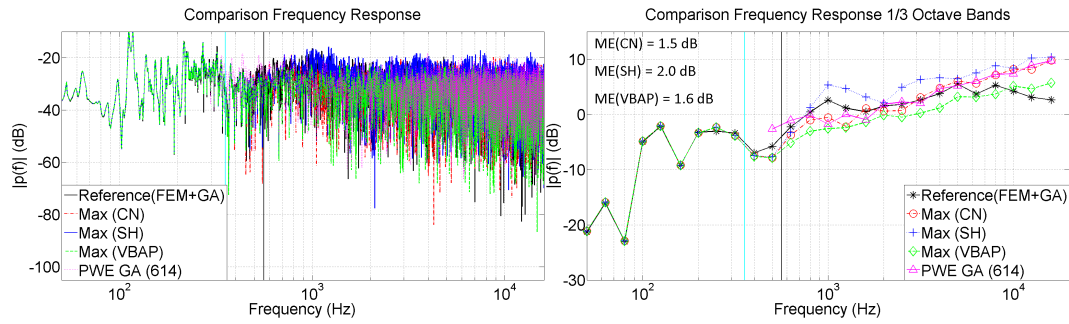 Comparison Frequency Response
-20
-40
-60
-80
-100
|p(f)| (dB)
Reference(FEM+GA)
Max (CN)
Max (SH)
Max (VBAP)
PWE GA (614)
10² 10³ 10⁴
Frequency (Hz)
Comparison Frequency Response 1/3 Octave Bands
ME(CN) = 1.5 dB
ME(SH) = 2.0 dB
ME(VBAP) = 1.6 dB
10
0
-10
-20
-30
|p(f)| (dB)
Reference(FEM+GA)
Max (CN)
Max (SH)
Max (VBAP)
PWE GA (614)
10² 10³ 10⁴
Frequency (Hz)